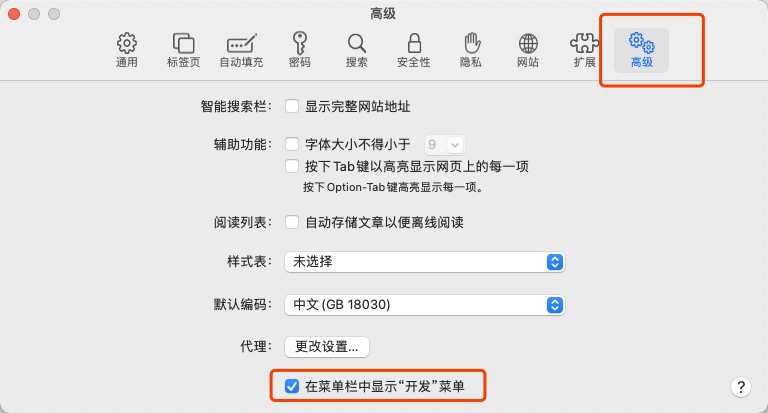 高级
通用 标签页 自动填充 密码 搜索 安全性 隐私 网站 扩展 高级
智能搜索栏： 显示完整网站地址
辅助功能： 字体大小不得小于 9
按下 Tab 键以高亮显示网页上的每一项
按下 Option-Tab 键高亮显示每一项。
阅读列表： 自动存储文章以便离线阅读
样式表： 未选择
默认编码： 中文 (GB 18030)
代理： 更改设置...
在菜单栏中显示“开发”菜单
?